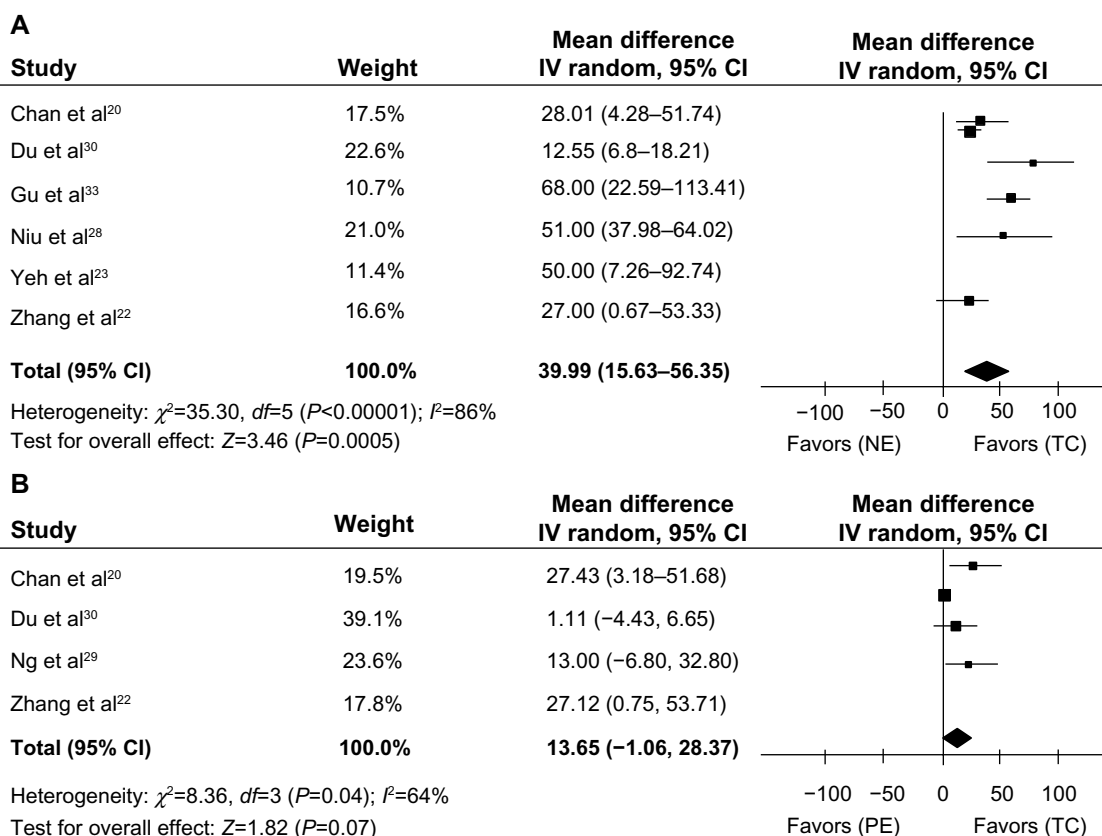 A
Mean difference Mean difference
Study Weight IV random, 95% CI IV random, 95% CI
Chan et al20 17.5% 28.01 (4.28–51.74)
Du et al30 22.6% 12.55 (6.8–18.21)
Gu et al33 10.7% 68.00 (22.59–113.41)
Niu et al28 21.0% 51.00 (37.98–64.02)
Yeh et al23 11.4% 50.00 (7.26–92.74)
Zhang et al22 16.6% 27.00 (0.67–53.33)
Total (95% CI) 100.0% 39.99 (15.63–56.35)
Heterogeneity: χ2=35.30, df=5 (P<0.00001); I2=86%
Test for overall effect: Z=3.46 (P=0.0005)
−100 −50 0 50 100
Favors (NE) Favors (TC)
B
Mean difference Mean difference
Study Weight IV random, 95% CI IV random, 95% CI
Chan et al20 19.5% 27.43 (3.18–51.68)
Du et al30 39.1% 1.11 (−4.43, 6.65)
Ng et al29 23.6% 13.00 (−6.80, 32.80)
Zhang et al22 17.8% 27.12 (0.75, 53.71)
Total (95% CI) 100.0% 13.65 (−1.06, 28.37)
Heterogeneity: χ2=8.36, df=3 (P=0.04); I2=64%
Test for overall effect: Z=1.82 (P=0.07)
−100 −50 0 50 100
Favors (PE) Favors (TC)